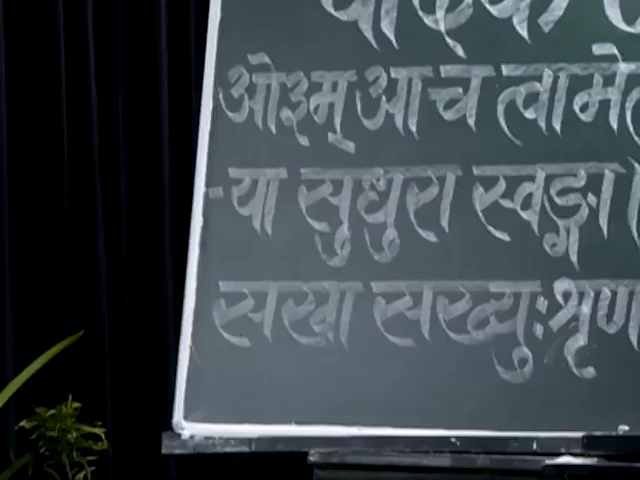 ओ३म् आ च त्वामे
-या सुधुरा स्वङ्गा
सखा सख्युः शृण